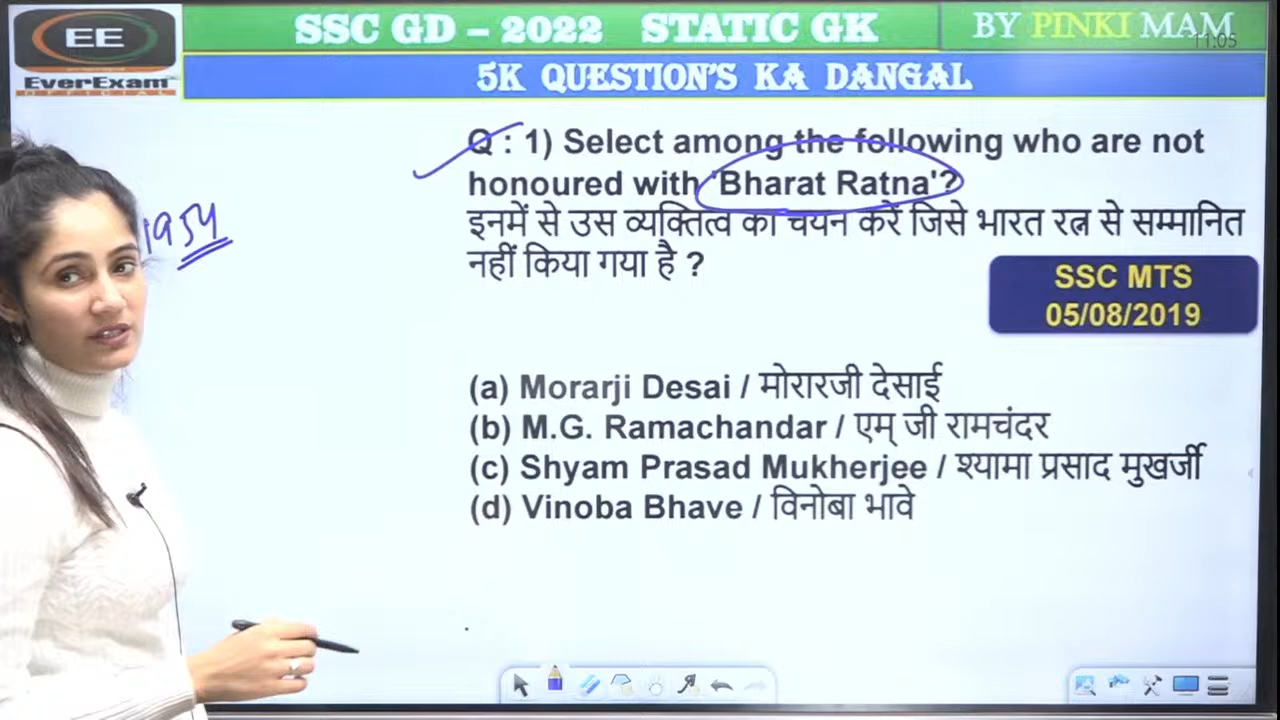 EE
EverExam
OFFICIAL
SSC GD – 2022 STATIC GK
BY PINKI MAM
11:05
5K QUESTION'S KA DANGAL
Q : 1) Select among the following who are not
honoured with 'Bharat Ratna'?
इनमें से उस व्यक्तित्व का चयन करें जिसे भारत रत्न से सम्मानित
नहीं किया गया है ?
1954
SSC MTS
05/08/2019
(a) Morarji Desai / मोरारजी देसाई
(b) M.G. Ramachandar / एम् जी रामचंदर
(c) Shyam Prasad Mukherjee / श्यामा प्रसाद मुखर्जी
(d) Vinoba Bhave / विनोबा भावे